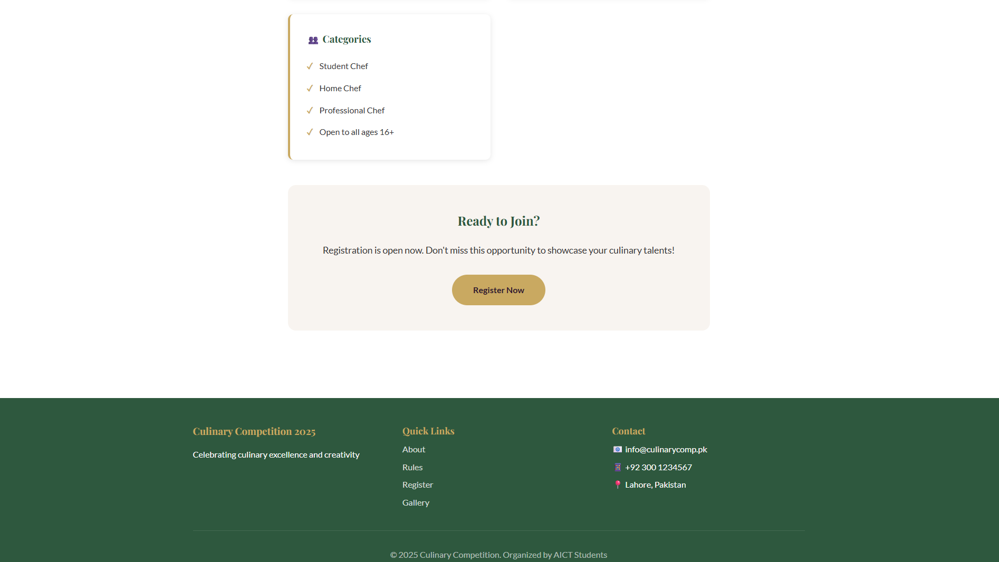 Categories
✓ Student Chef
✓ Home Chef
✓ Professional Chef
✓ Open to all ages 16+
Ready to Join?
Registration is open now. Don't miss this opportunity to showcase your culinary talents!
Register Now
Culinary Competition 2025
Celebrating culinary excellence and creativity
Quick Links
About
Rules
Register
Gallery
Contact
info@culinarycomp.pk
+92 300 1234567
Lahore, Pakistan
© 2025 Culinary Competition. Organized by AICT Students